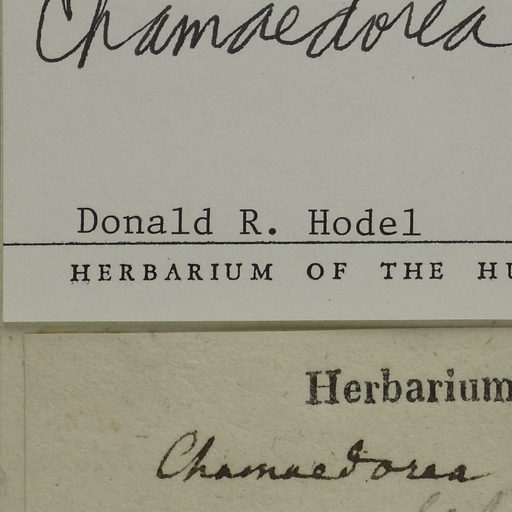 Chamaedorea
Donald R. Hodel
HERBARIUM OF THE HU
Herbarium
Chamaedorea